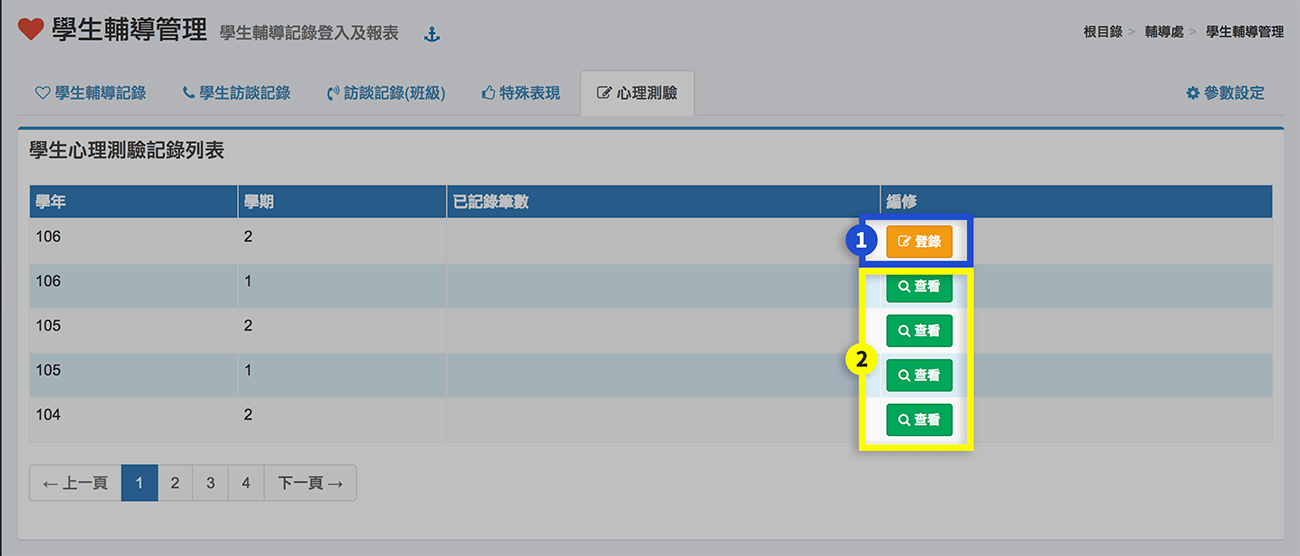 學生輔導管理 學生輔導記錄登入及報表
根目錄 > 輔導處 > 學生輔導管理
學生輔導記錄 學生訪談記錄 訪談記錄(班級) 特殊表現 心理測驗 參數設定
學生心理測驗記錄列表
學年 學期 已記錄筆數 編修
106 2 1 登錄
106 1 查看
105 2 查看
2
105 1 查看
104 2 查看
← 上一頁 1 2 3 4 下一頁 →